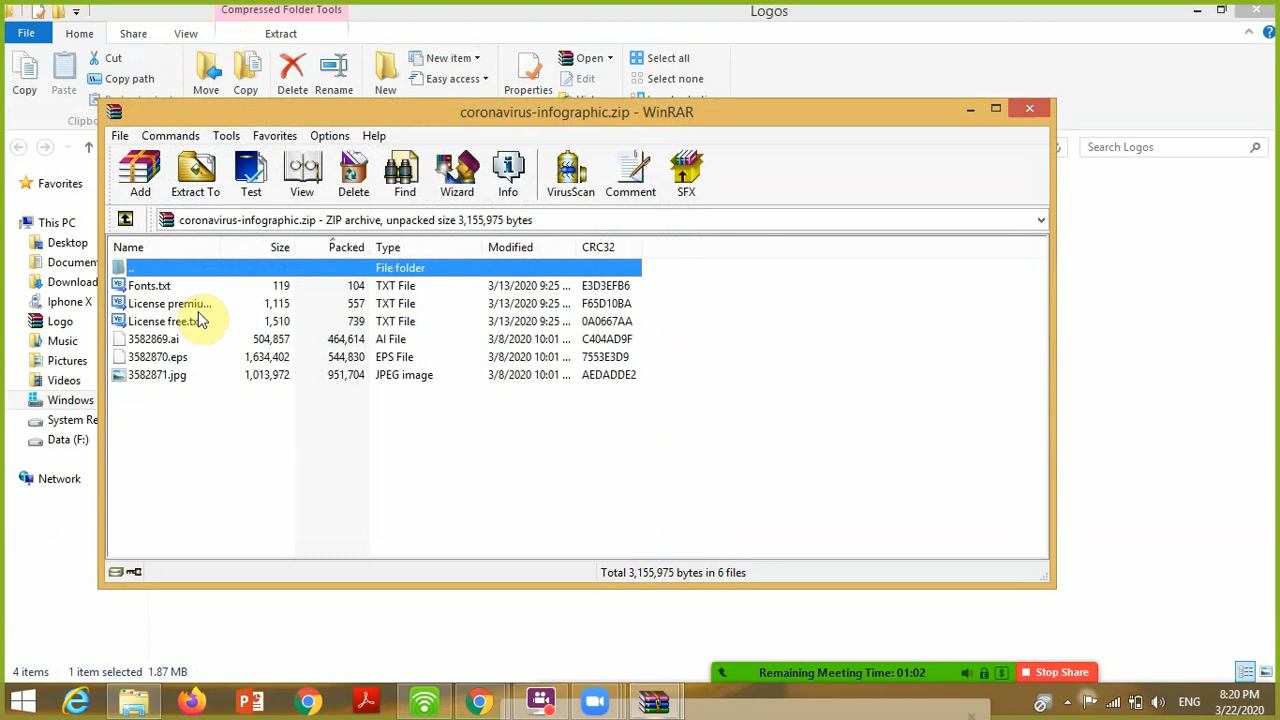 Compressed Folder Tools
Logos
File
Home
Share
View
Extract
Copy
Paste
Cut
Copy path
Move
Copy
Delete
Rename
New
New item
Easy access
Properties
Open
Edit
Select all
Select none
coronavirus-infographic.zip - WinRAR
File Commands Tools Favorites Options Help
Add
Extract To
Test
View
Delete
Find
Wizard
Info
VirusScan
Comment
SFX
Search Logos
coronavirus-infographic.zip - ZIP archive, unpacked size 3,155,975 bytes
Name Size Packed Type Modified CRC32
.. File folder
Fonts.txt 119 104 TXT File 3/13/2020 9:25 ... E3D3EFB6
License premiu... 1,115 557 TXT File 3/13/2020 9:25 ... F65D10BA
License free.txt 1,510 739 TXT File 3/13/2020 9:25 ... 0A0667AA
3582869.ai 504,857 464,614 AI File 3/8/2020 10:01 ... C404AD9F
3582870.eps 1,634,402 544,830 EPS File 3/8/2020 10:01 ... 7553E3D9
3582871.jpg 1,013,972 951,704 JPEG image 3/8/2020 10:01 ... AEDADDE2
Favorites
This PC
Desktop
Documen
Download
Iphone X
Logo
Music
Pictures
Videos
Windows
System Re
Data (F:)
Network
Total 3,155,975 bytes in 6 files
4 items 1 item selected 1.87 MB
Remaining Meeting Time: 01:02
Stop Share
ENG
8:20 PM
3/22/2020